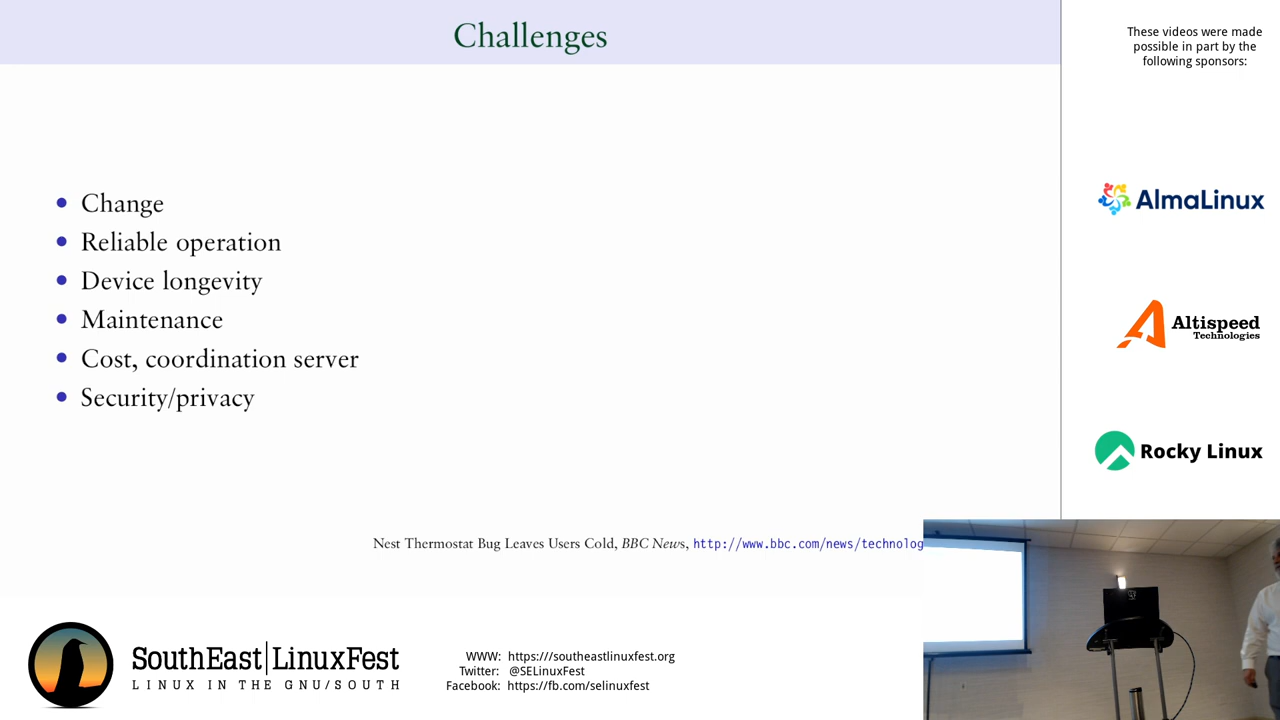 Challenges
These videos were made
possible in part by the
following sponsors:
• Change
• Reliable operation
• Device longevity
• Maintenance
• Cost, coordination server
• Security/privacy
AlmaLinux
Altispeed
Technologies
Rocky Linux
Nest Thermostat Bug Leaves Users Cold, BBC News, http://www.bbc.com/news/technolog
SouthEast|LinuxFest
LINUX IN THE GNU/SOUTH
WWW: https:///southeastlinuxfest.org
Twitter: @SELinuxFest
Facebook: https://fb.com/selinuxfest